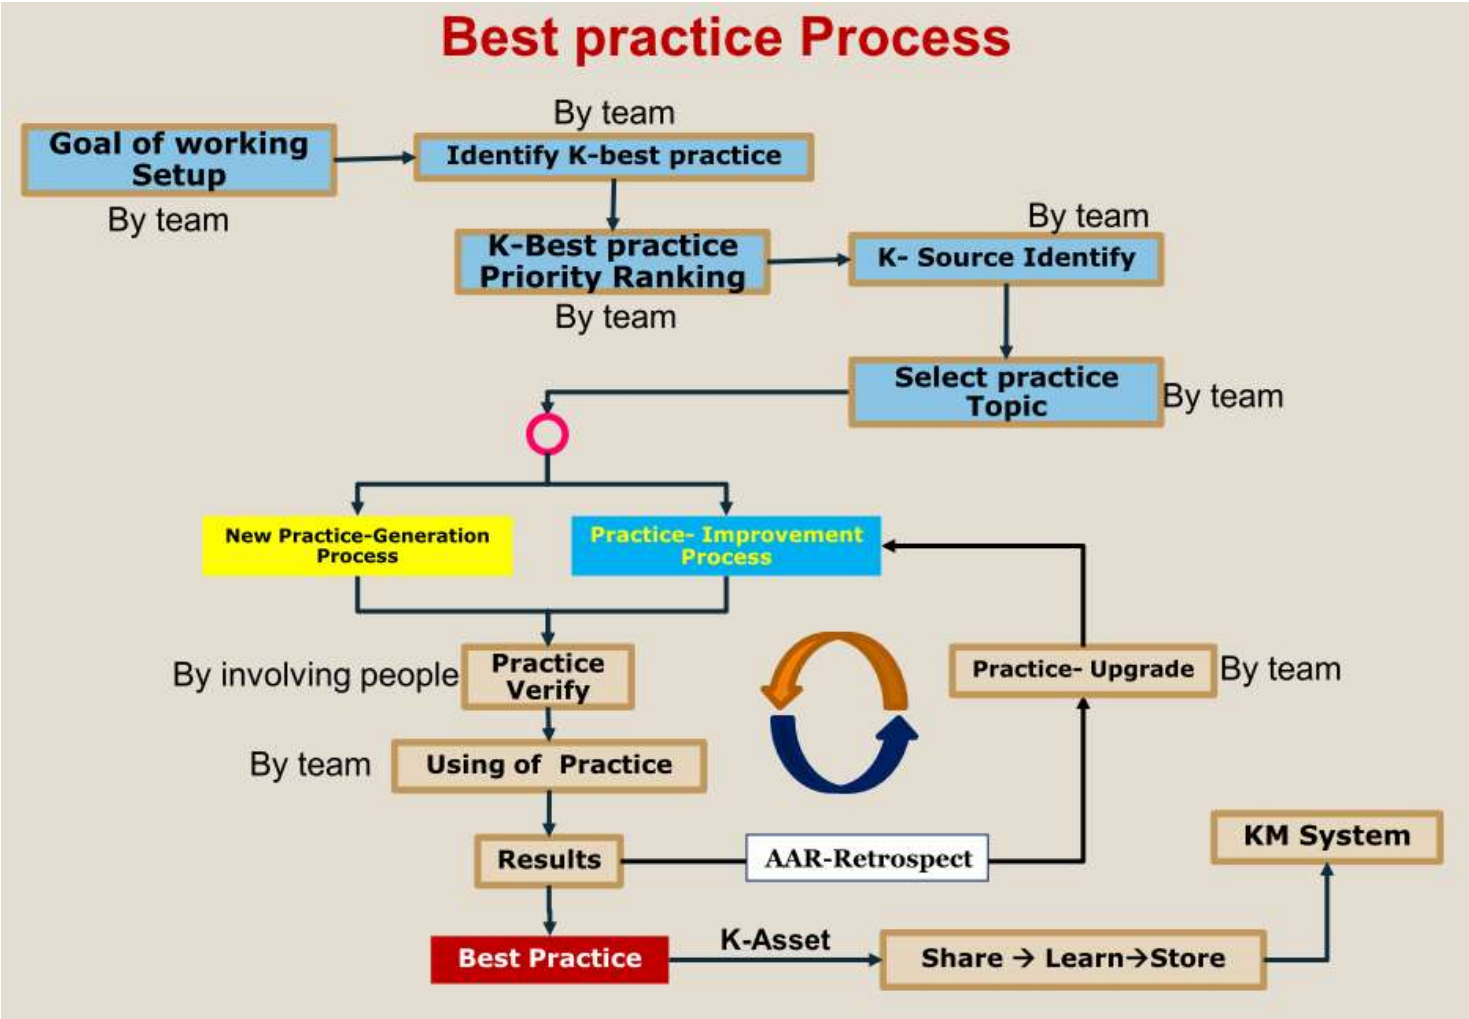 Best practice Process
By team
Goal of working
Setup
Identify K-best practice
By team
K-Best practice
Priority Ranking
By team
By team
K- Source Identify
Select practice
Topic
By team
New Practice-Generation
Process
Practice- Improvement
Process
By involving people
Practice
Verify
Practice- Upgrade
By team
By team
Using of Practice
Results
AAR-Retrospect
KM System
Best Practice
K-Asset
Share → Learn→Store